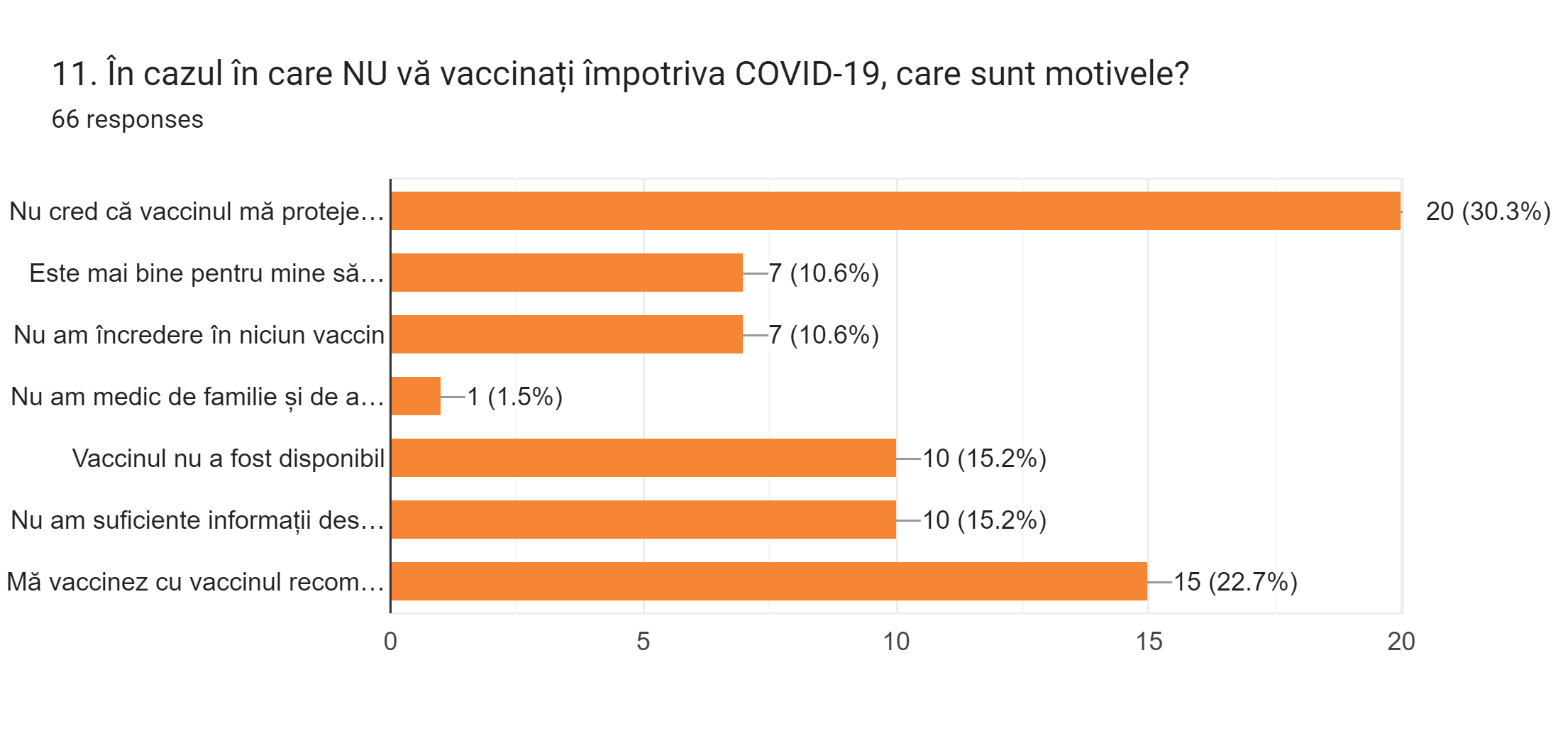 11. În cazul în care NU vă vaccinați împotriva COVID-19, care sunt motivele?
66 responses
Nu cred că vaccinul mă proteje… 20 (30.3%)
Este mai bine pentru mine să… 7 (10.6%)
Nu am încredere în niciun vaccin 7 (10.6%)
Nu am medic de familie și de a… 1 (1.5%)
Vaccinul nu a fost disponibil 10 (15.2%)
Nu am suficiente informații des… 10 (15.2%)
Mă vaccinez cu vaccinul recom… 15 (22.7%)
0 5 10 15 20